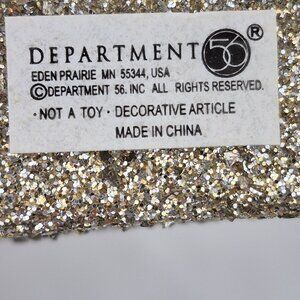 DEPARTMENT 56®
EDEN PRAIRIE MN 55344, USA
©DEPARTMENT 56. INC ALL RIGHTS RESERVED.
· NOT A TOY · DECORATIVE ARTICLE
MADE IN CHINA